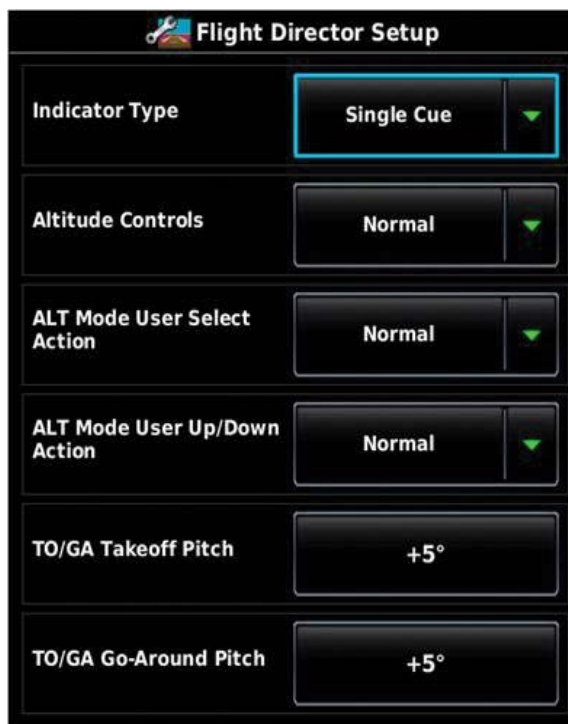 Flight Director Setup
Indicator Type
Single Cue
Altitude Controls
Normal
ALT Mode User Select
Action
Normal
ALT Mode User Up/Down
Action
Normal
TO/GA Takeoff Pitch
+5°
TO/GA Go-Around Pitch
+5°